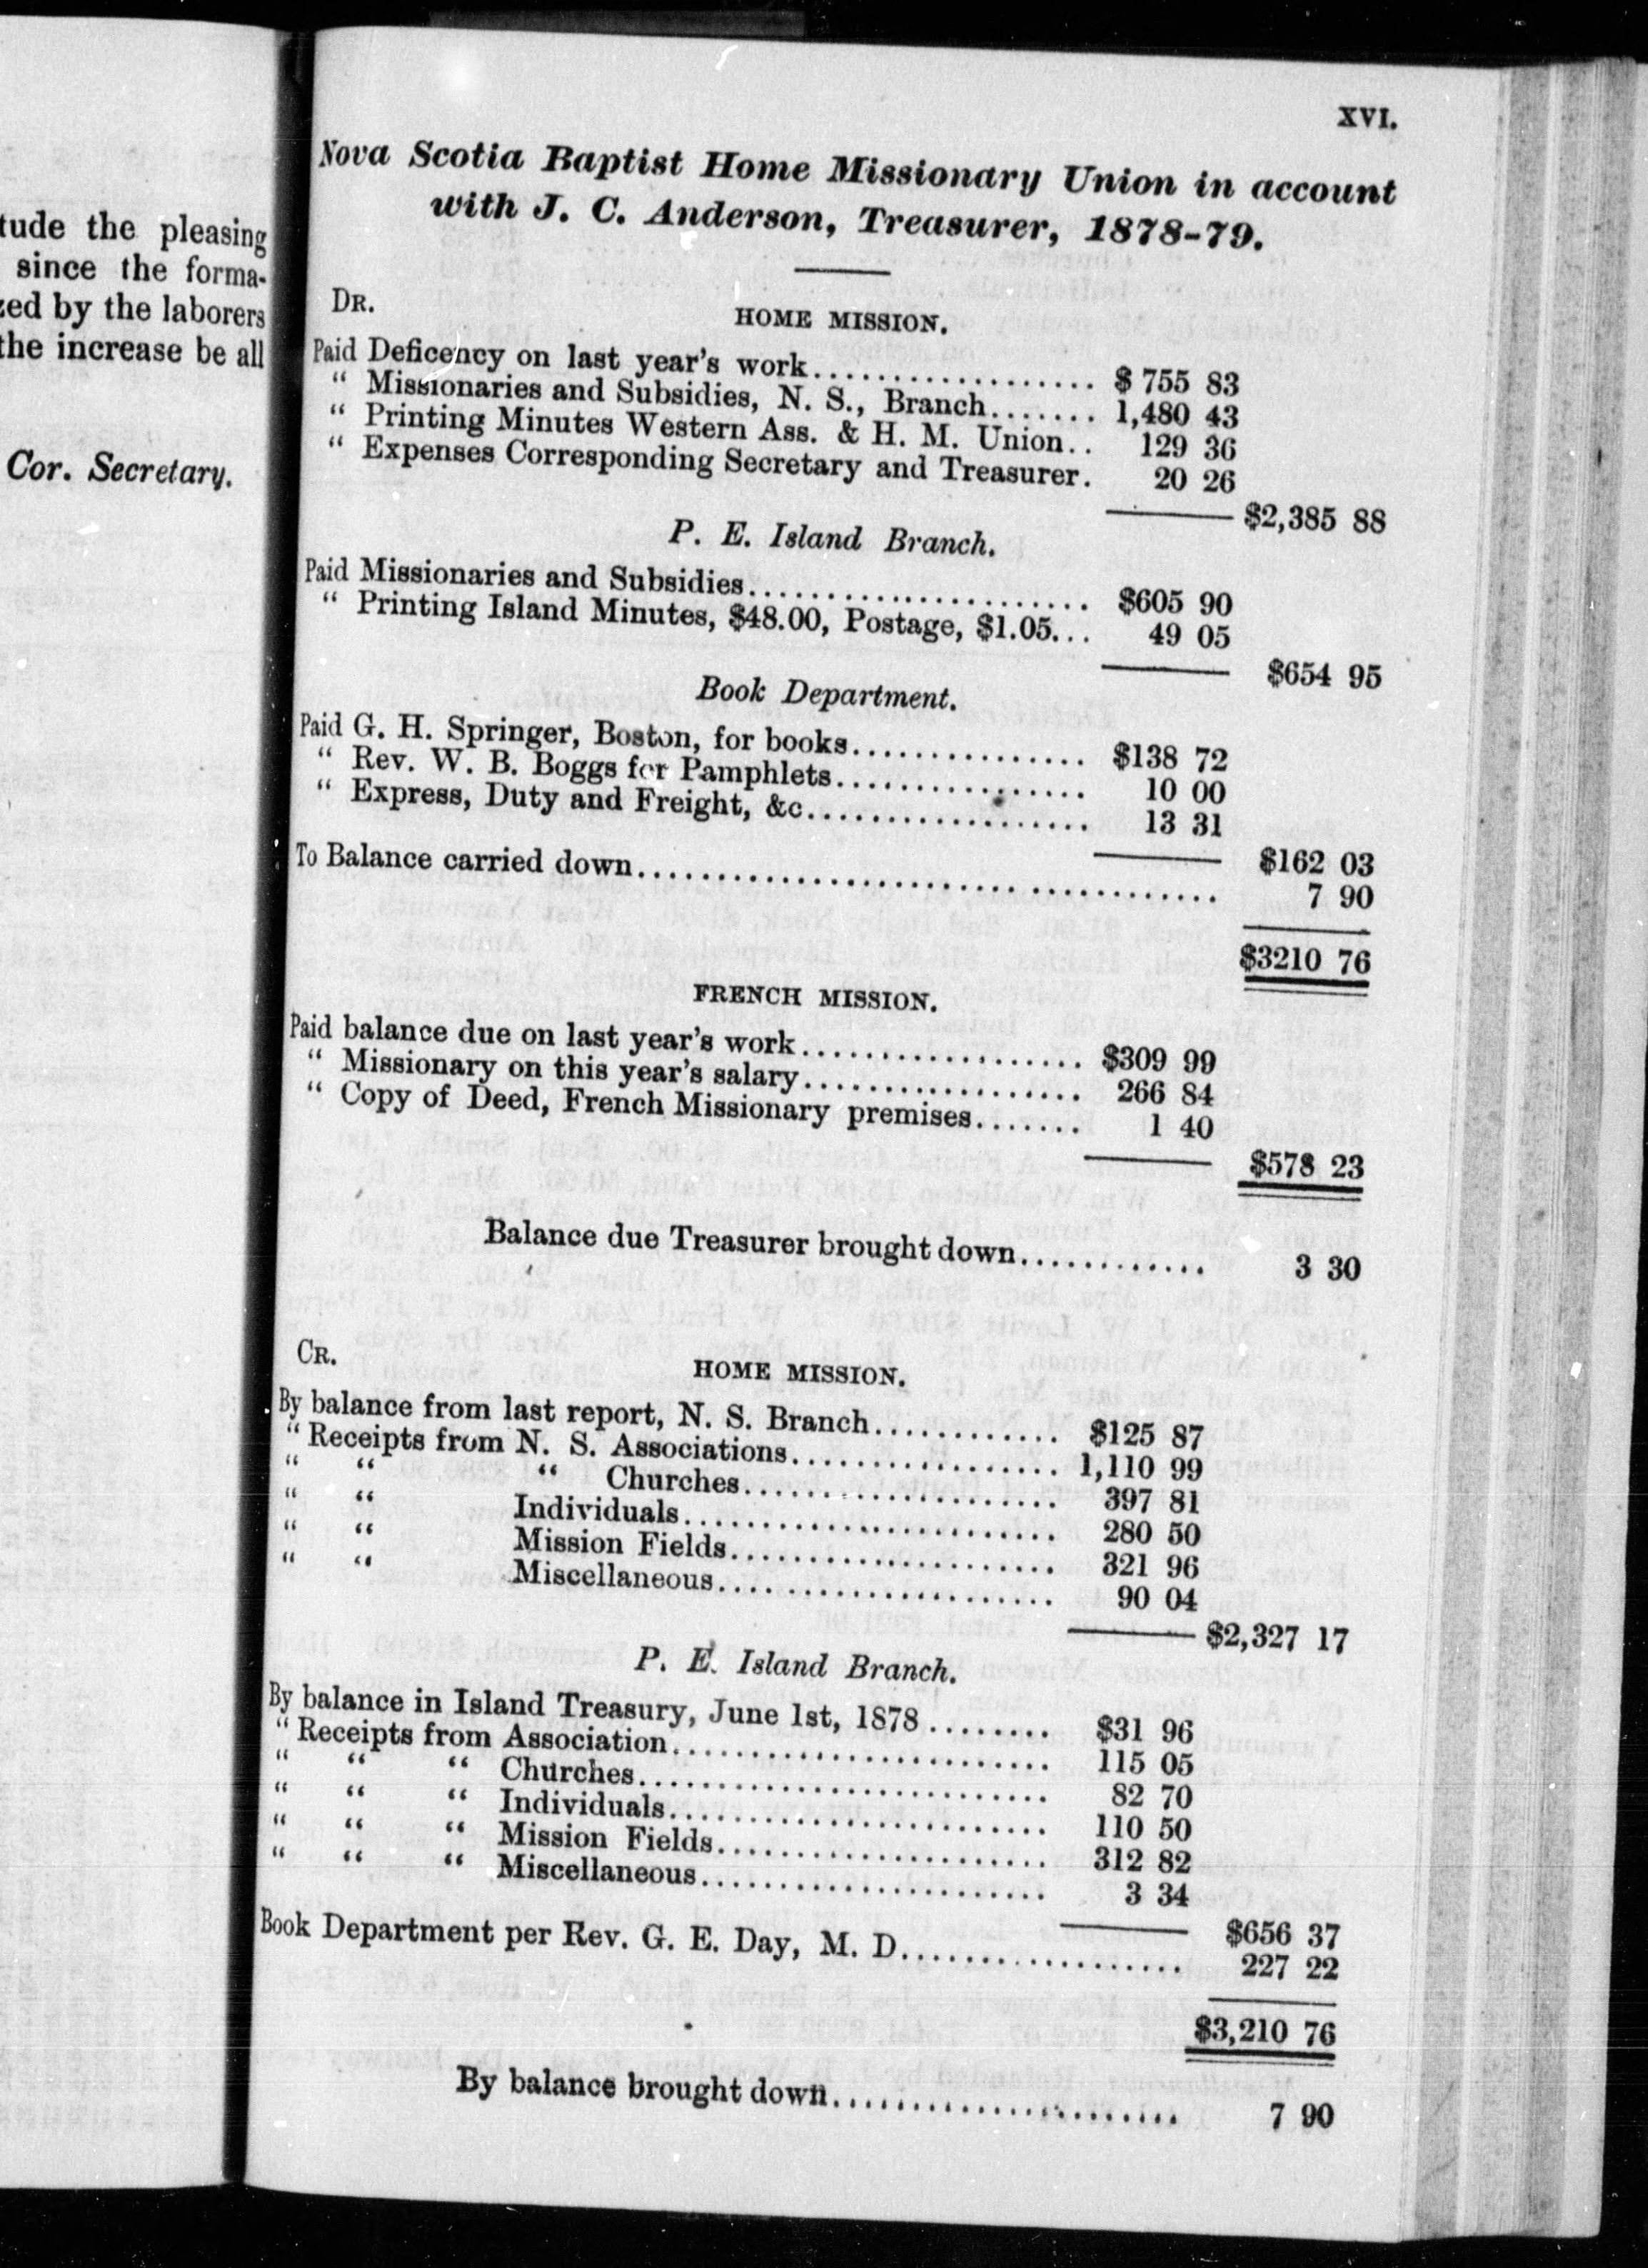 tude the pleasing
since the forma-
zed by the laborers
the increase be all
Cor. Secretary.
XVI.
Nova Scotia Baptist Home Missionary Union in account
with J. C. Anderson, Treasurer, 1878-79.
DR.
HOME MISSION.
Paid Deficency on last year's work.................. $ 755 83
" Missionaries and Subsidies, N. S., Branch....... 1,480 43
" Printing Minutes Western Ass. & H. M. Union.. 129 36
" Expenses Corresponding Secretary and Treasurer. 20 26
$2,385 88
P. E. Island Branch.
Paid Missionaries and Subsidies...................... $605 90
" Printing Island Minutes, $48.00, Postage, $1.05... 49 05
$654 95
Book Department.
Paid G. H. Springer, Boston, for books............... $138 72
" Rev. W. B. Boggs for Pamphlets................ 10 00
" Express, Duty and Freight, &c.................. 13 31
$162 03
To Balance carried down..................................... 7 90
$3210 76
FRENCH MISSION.
Paid balance due on last year's work.................. $309 99
" Missionary on this year's salary.................. 266 84
" Copy of Deed, French Missionary premises....... 1 40
$578 23
Balance due Treasurer brought down............ 3 30
CR.
HOME MISSION.
By balance from last report, N. S. Branch............ $125 87
" Receipts from N. S. Associations................. 1,110 99
" " " Churches.................... 397 81
" " Individuals........................ 280 50
" " Mission Fields..................... 321 96
" " Miscellaneous..................... 90 04
$2,327 17
P. E. Island Branch.
By balance in Island Treasury, June 1st, 1878 ........ $31 96
" Receipts from Association........................ 115 05
" " " Churches.......................... 82 70
" " " Individuals........................ 110 50
" " " Mission Fields..................... 312 82
" " " Miscellaneous...................... 3 34
$656 37
Book Department per Rev. G. E. Day, M. D.................. 227 22
$3,210 76
By balance brought down...................... 7 90